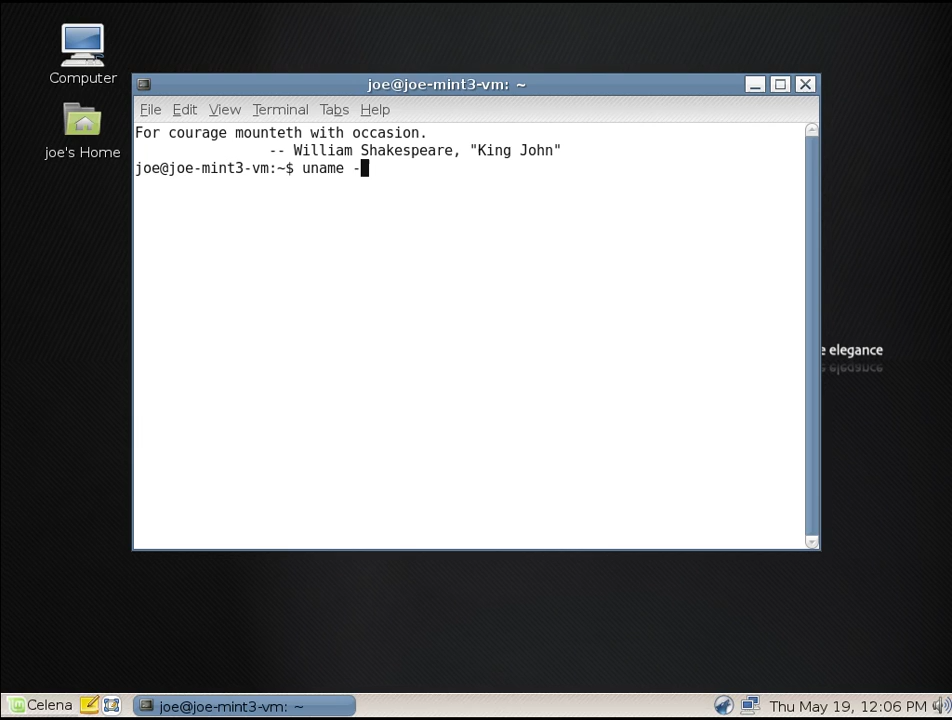 Computer
joe's Home
joe@joe-mint3-vm: ~
File Edit View Terminal Tabs Help
For courage mounteth with occasion.
-- William Shakespeare, "King John"
joe@joe-mint3-vm:~$ uname -
e elegance
Celena
joe@joe-mint3-vm: ~
Thu May 19, 12:06 PM